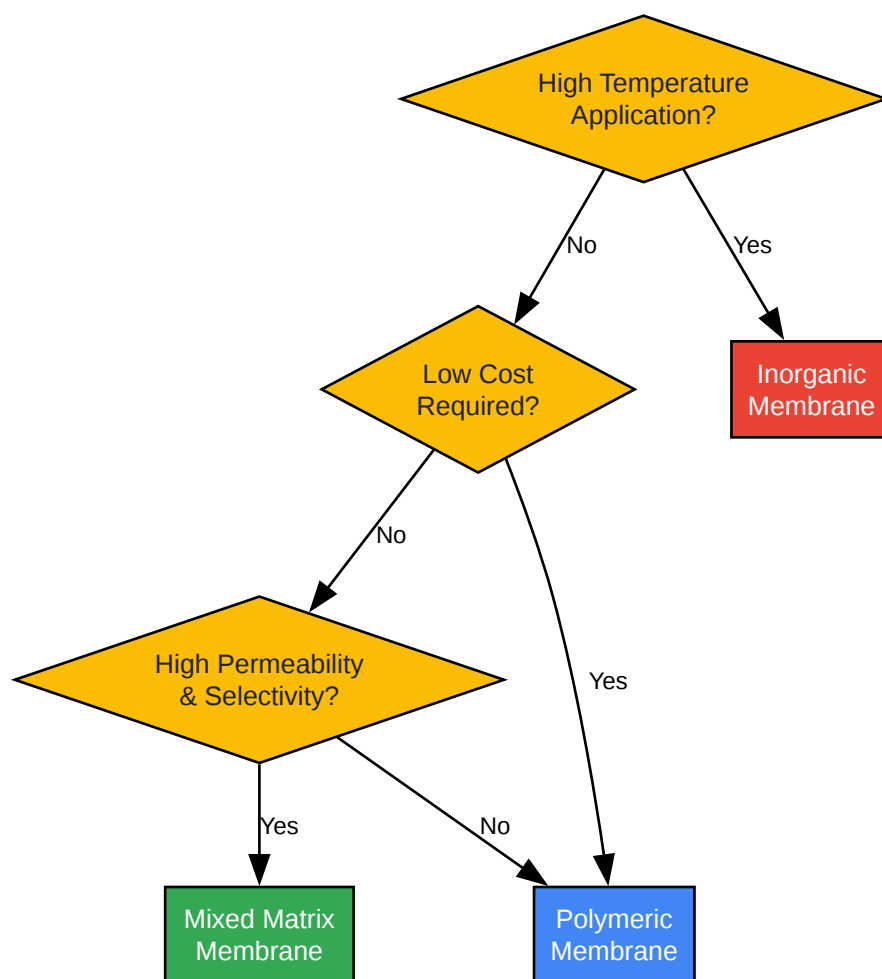 High Temperature
Application?
No
Yes
Low Cost
Required?
Inorganic
Membrane
No
High Permeability
& Selectivity?
Yes
Yes
No
Mixed Matrix
Membrane
Polymeric
Membrane